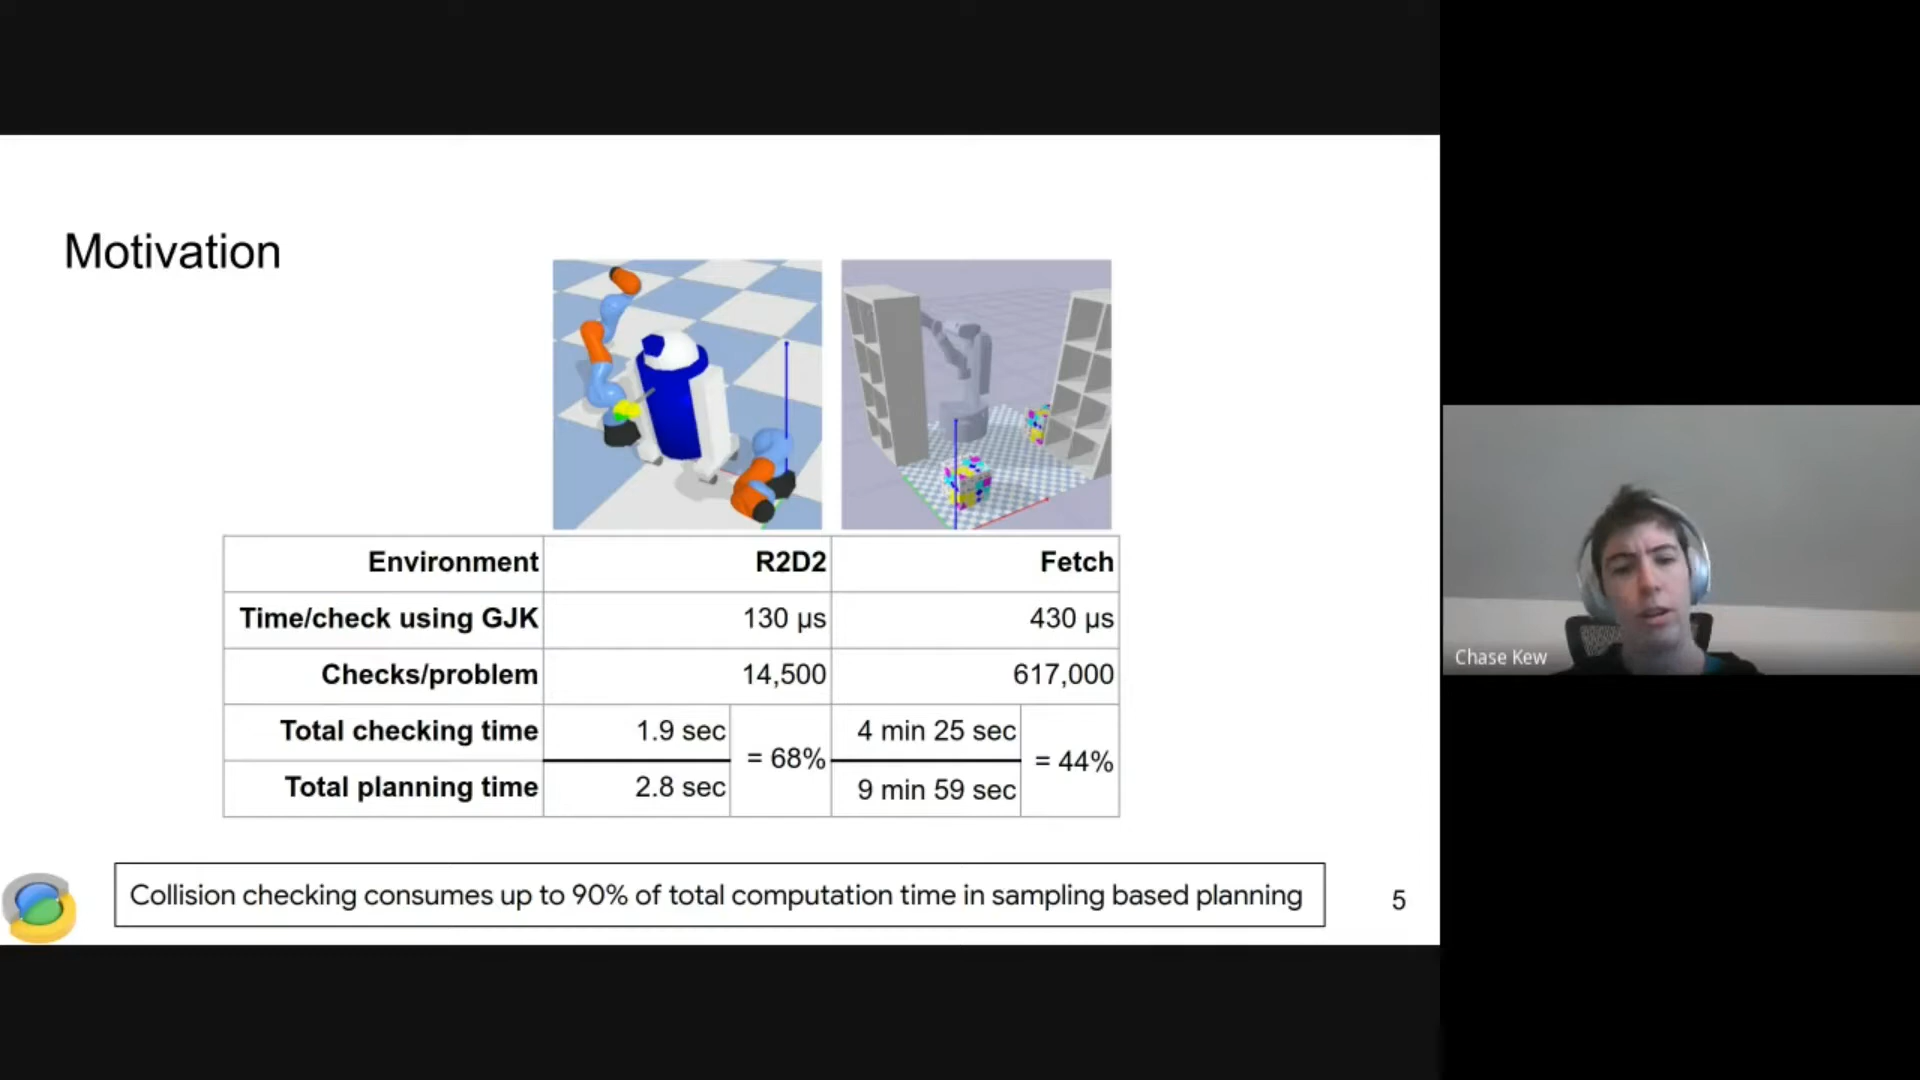 Motivation
Environment R2D2 Fetch
Time/check using GJK 130 µs 430 µs
Checks/problem 14,500 617,000
Total checking time 1.9 sec 4 min 25 sec
= 68% = 44%
Total planning time 2.8 sec 9 min 59 sec
Collision checking consumes up to 90% of total computation time in sampling based planning
5
Chase Kew